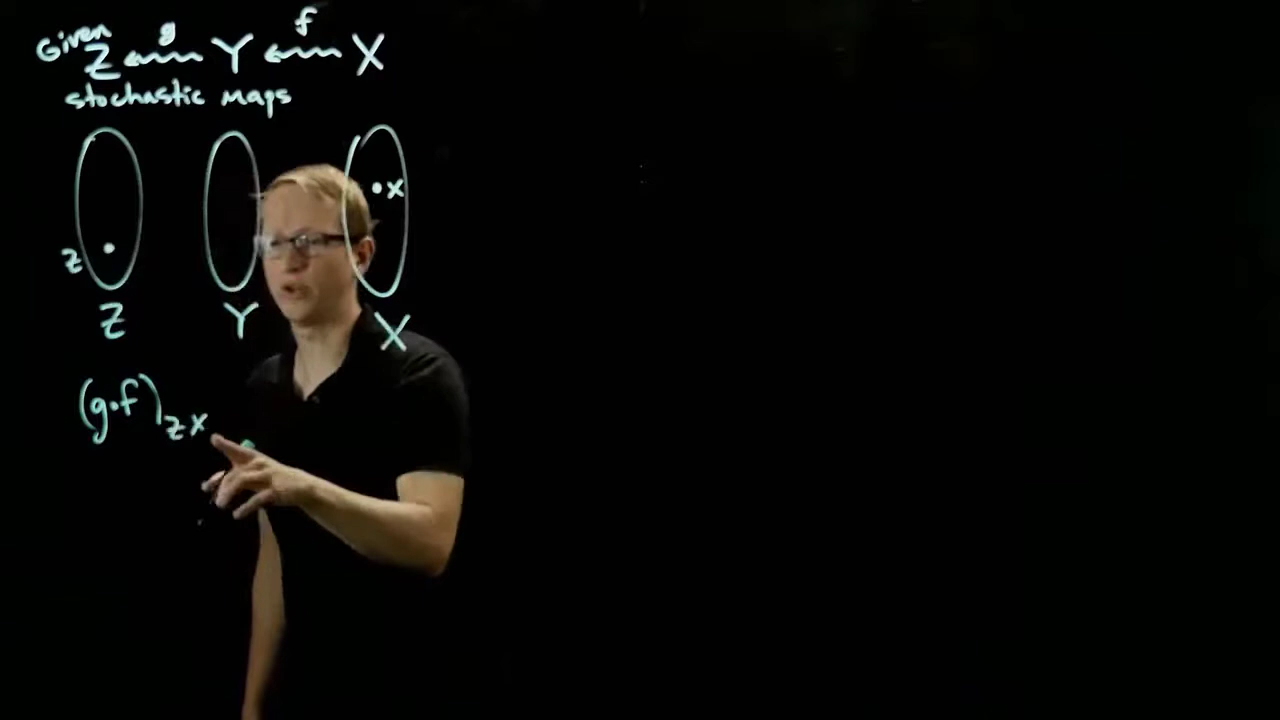 Given
Z g Y f X
stochastic maps
x
z
Z Y X
(g∘f)zx